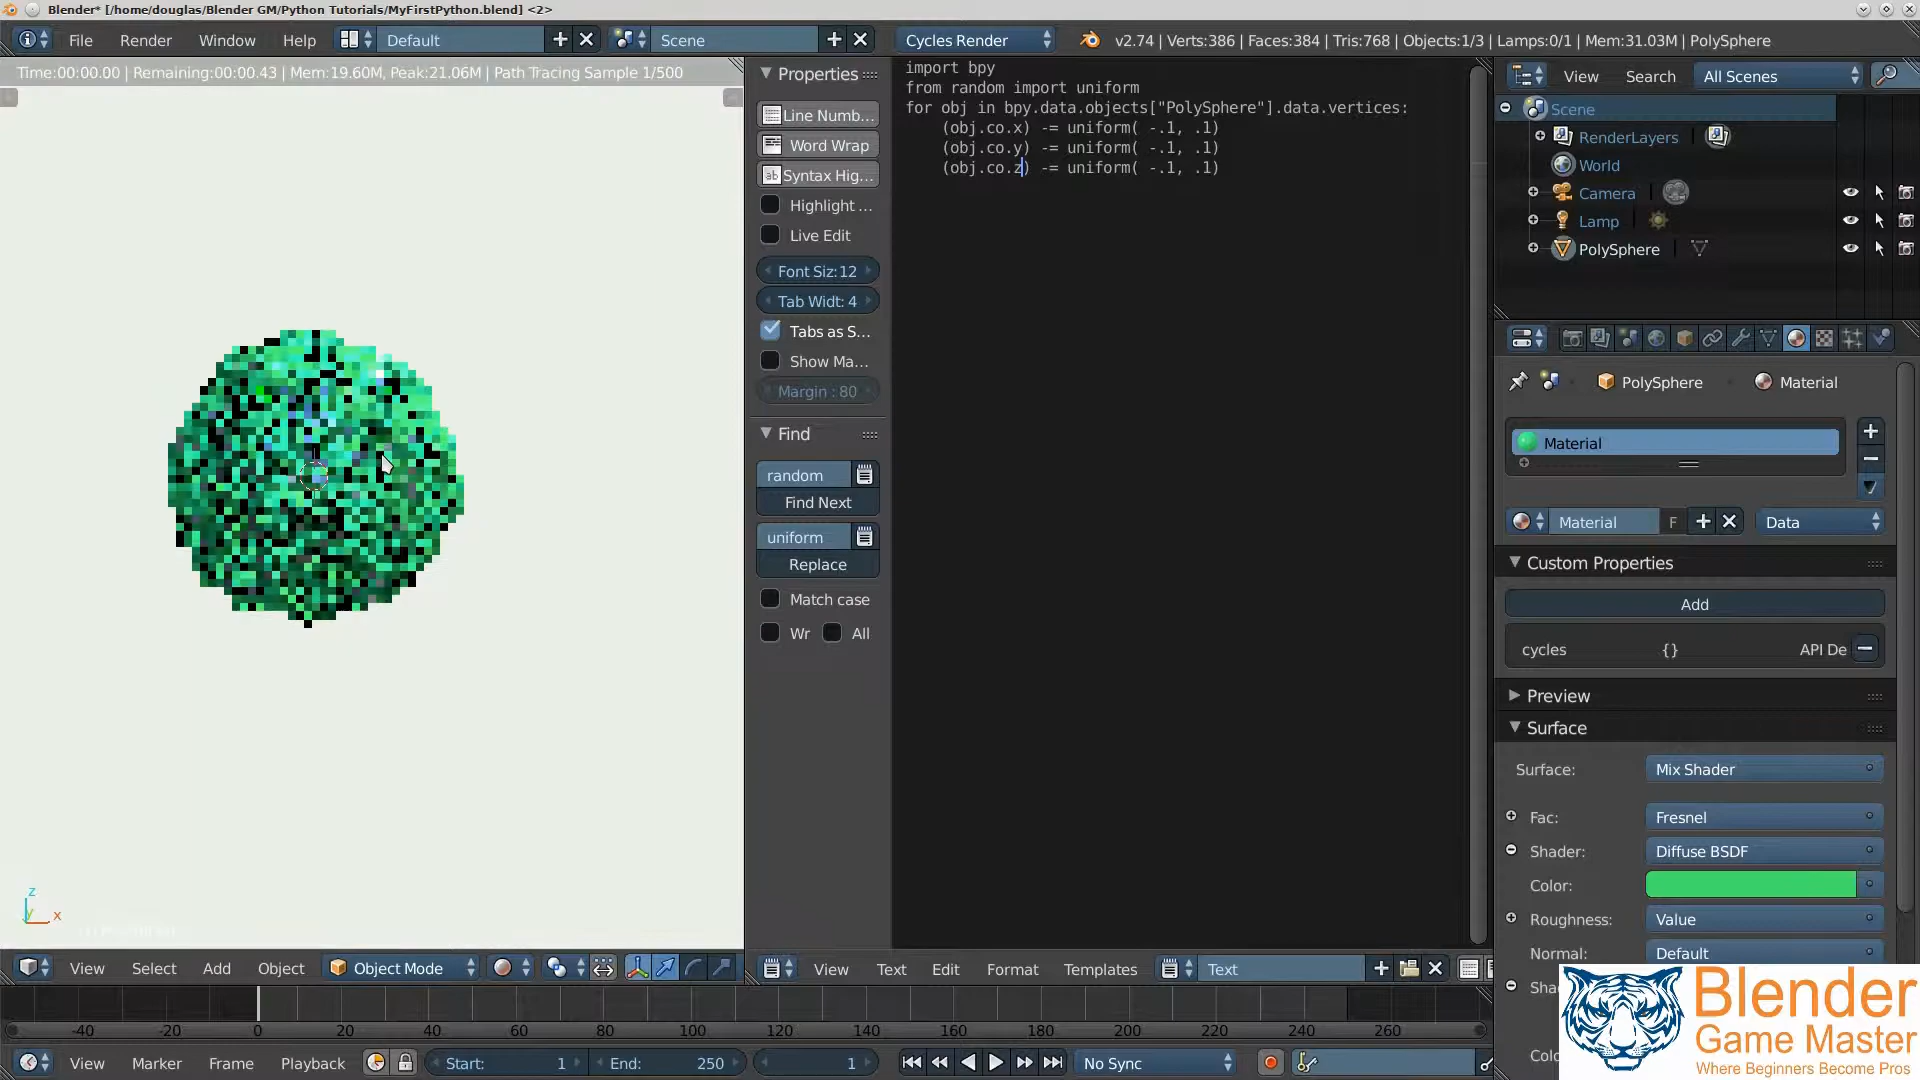 Blender* [/home/douglas/Blender GM/Python Tutorials/MyFirstPython.blend] <2>
File Render Window Help Default Scene Cycles Render v2.74 | Verts:386 | Faces:384 | Tris:768 | Objects:1/3 | Lamps:0/1 | Mem:31.03M | PolySphere
Time:00:00.00 | Remaining:00:00.43 | Mem:19.60M, Peak:21.06M | Path Tracing Sample 1/500
Properties
Line Numb...
Word Wrap
Syntax Hig...
Highlight ...
Live Edit
Font Siz:12
Tab Widt: 4
Tabs as S...
Show Ma...
Margin : 80
Find
random
Find Next
uniform
Replace
Match case
Wr All
import bpy
from random import uniform
for obj in bpy.data.objects["PolySphere"].data.vertices:
    (obj.co.x) -= uniform( -.1, .1)
    (obj.co.y) -= uniform( -.1, .1)
    (obj.co.z) -= uniform( -.1, .1)
View Search All Scenes
Scene
RenderLayers
World
Camera
Lamp
PolySphere
PolySphere Material
Material
Material F Data
Custom Properties
Add
cycles {} API De
Preview
Surface
Surface: Mix Shader
Fac: Fresnel
Shader: Diffuse BSDF
Color:
Roughness: Value
Normal: Default
Sha
Colo
z
y x
View Select Add Object Object Mode
View Text Edit Format Templates Text
-40 -20 0 20 40 60 80 100 120 140 160 180 200 220 240 260
View Marker Frame Playback Start: 1 End: 250 1 No Sync
Blender
Game Master
Where Beginners Become Pros